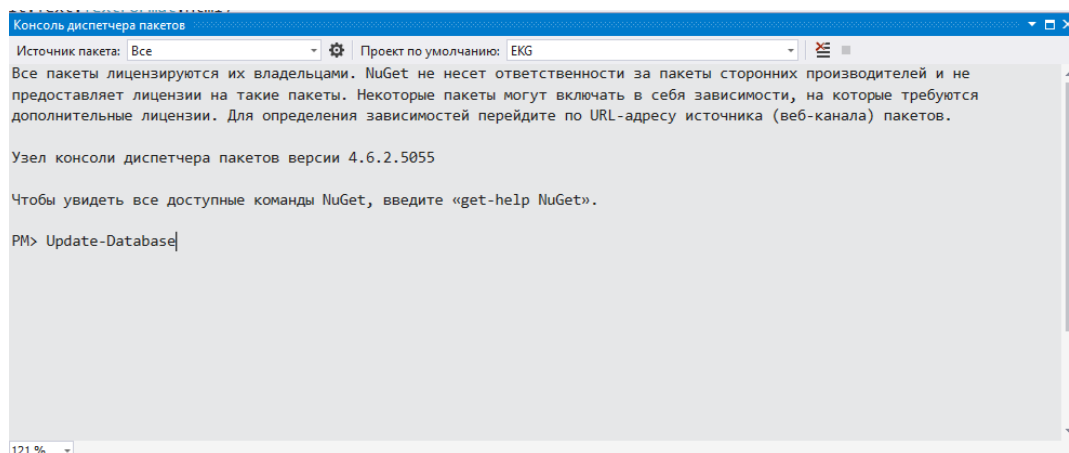 Консоль диспетчера пакетов
Источник пакета: Все Проект по умолчанию: EKG
Все пакеты лицензируются их владельцами. NuGet не несет ответственности за пакеты сторонних производителей и не
предоставляет лицензии на такие пакеты. Некоторые пакеты могут включать в себя зависимости, на которые требуются
дополнительные лицензии. Для определения зависимостей перейдите по URL-адресу источника (веб-канала) пакетов.
Узел консоли диспетчера пакетов версии 4.6.2.5055
Чтобы увидеть все доступные команды NuGet, введите «get-help NuGet».
PM> Update-Database
121 %